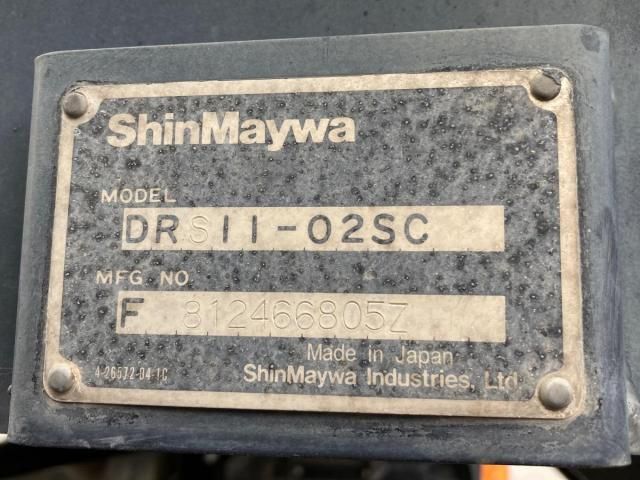 ShinMaywa
MODEL
DRS11-02SC
MFG NO
F 812466805Z
Made in Japan
4-26572-04-1C
ShinMaywa Industries, Ltd